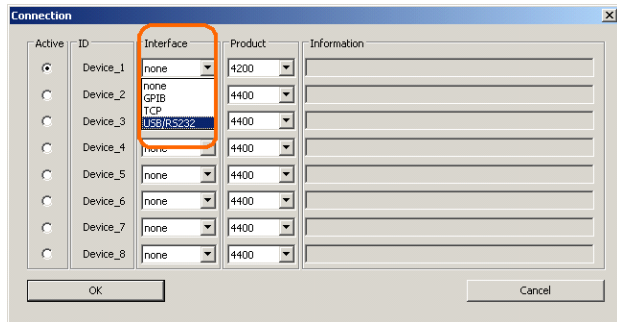 Connection
Active ID Interface Product Information
Device_1 none 4200
none
GPIB
Device_2 4400
TCP
USB/RS232
Device_3 4400
Device_4 none 4400
Device_5 none 4400
Device_6 none 4400
Device_7 none 4400
Device_8 none 4400
OK Cancel